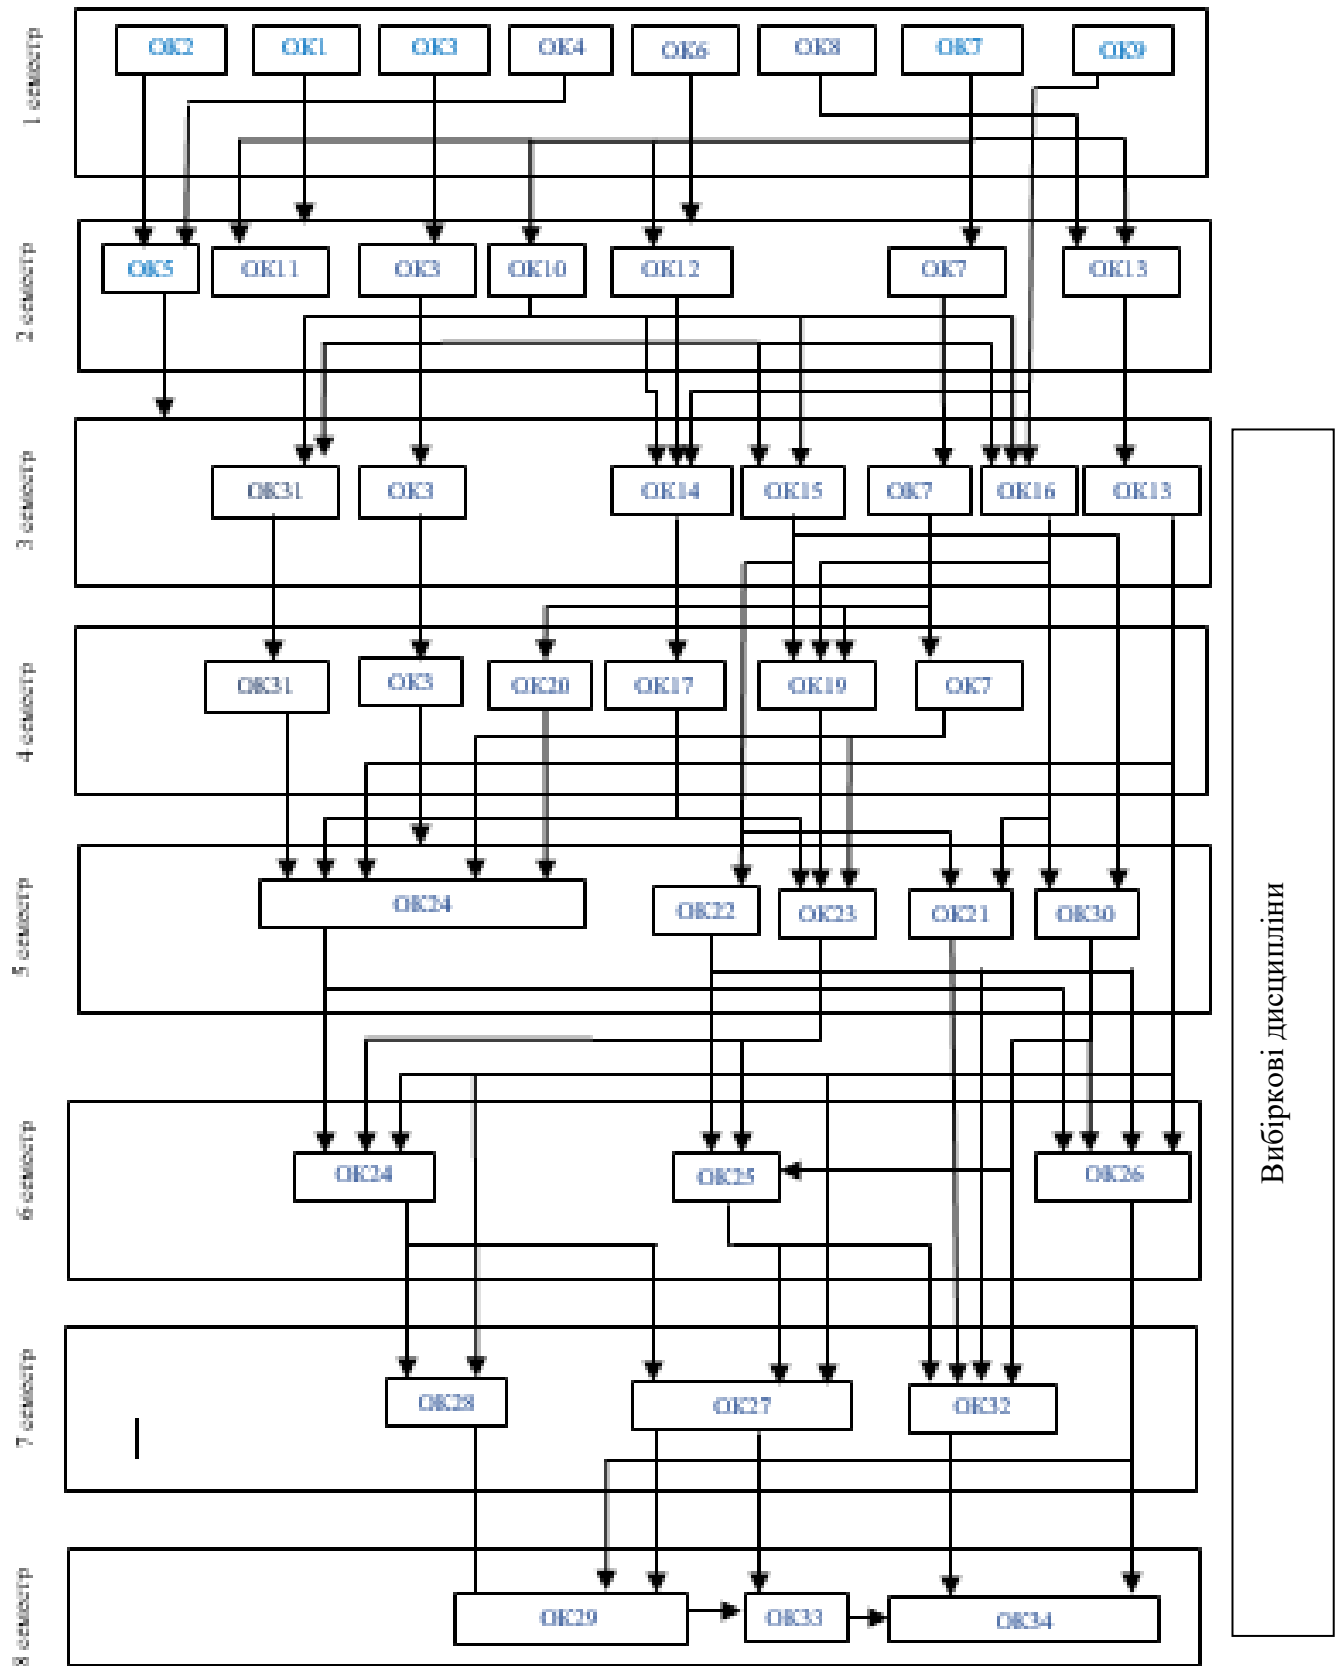 1 семестр
ОК2 ОК1 ОК3 ОК4 ОК6 ОК8 ОК7 ОК9
2 семестр
ОК5 ОК11 ОК3 ОК10 ОК12 ОК7 ОК13
3 семестр
ОК31 ОК3 ОК14 ОК15 ОК7 ОК16 ОК13
4 семестр
ОК31 ОК3 ОК20 ОК17 ОК19 ОК7
5 семестр
ОК24 ОК22 ОК23 ОК21 ОК30
6 семестр
ОК24 ОК25 ОК26
7 семестр
ОК28 ОК27 ОК32
8 семестр
ОК29 ОК33 ОК34
Вибіркові дисципліни